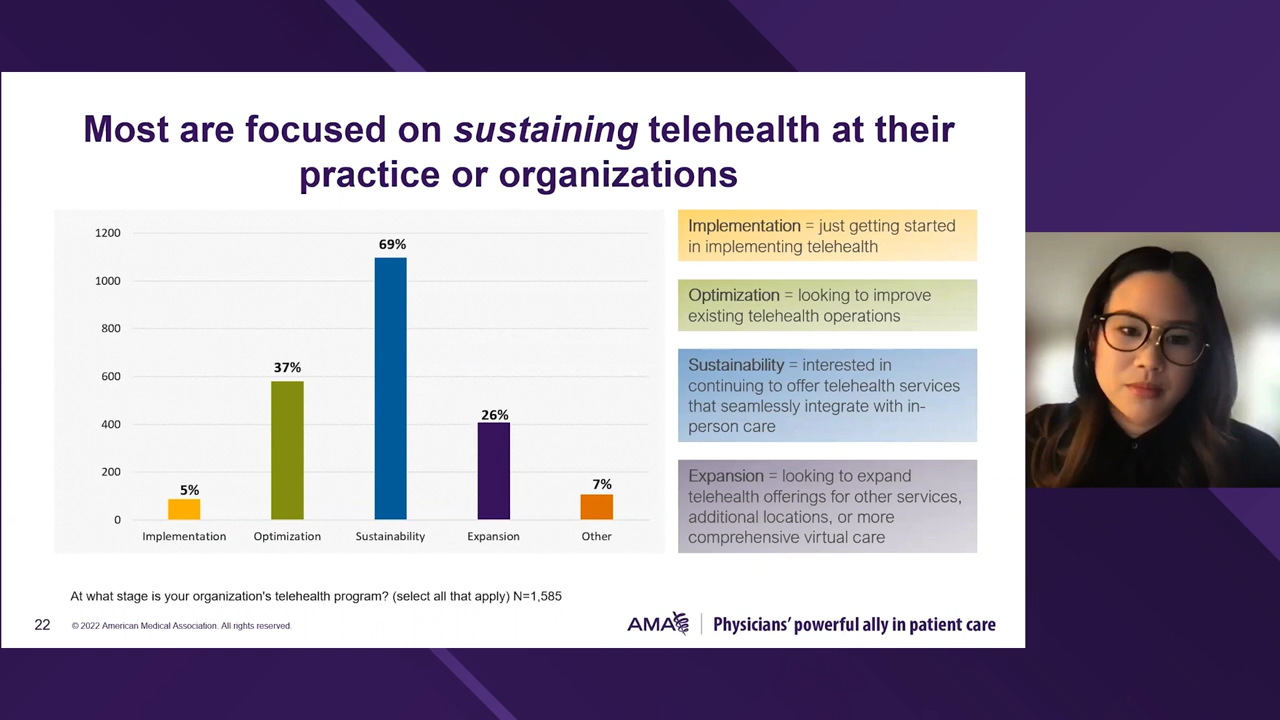 Most are focused on sustaining telehealth at their
practice or organizations
1200
1000
800
600
400
200
0
5%
37%
69%
26%
7%
Implementation
Optimization
Sustainability
Expansion
Other
Implementation = just getting started
in implementing telehealth
Optimization = looking to improve
existing telehealth operations
Sustainability = interested in
continuing to offer telehealth services
that seamlessly integrate with in-
person care
Expansion = looking to expand
telehealth offerings for other services,
additional locations, or more
comprehensive virtual care
At what stage is your organization's telehealth program? (select all that apply) N=1,585
22
© 2022 American Medical Association. All rights reserved.
AMA
Physicians’ powerful ally in patient care